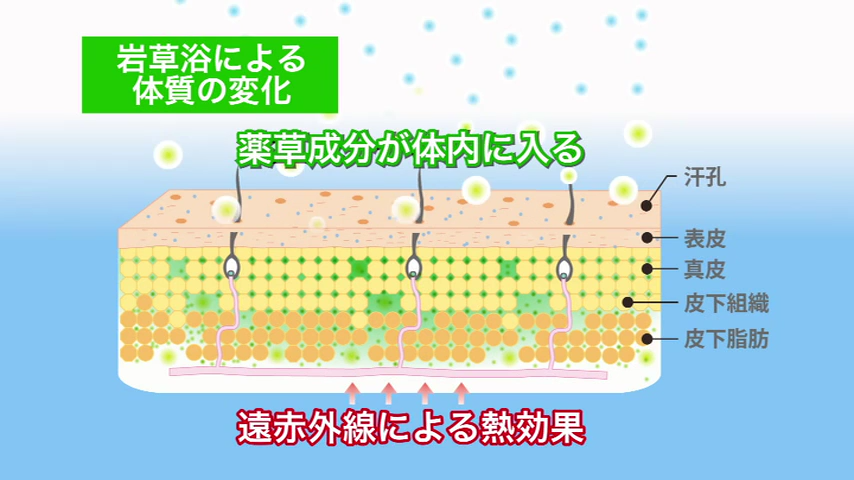 岩草浴による
体質の変化
薬草成分が体内に入る
汗孔
表皮
真皮
皮下組織
皮下脂肪
遠赤外線による熱効果